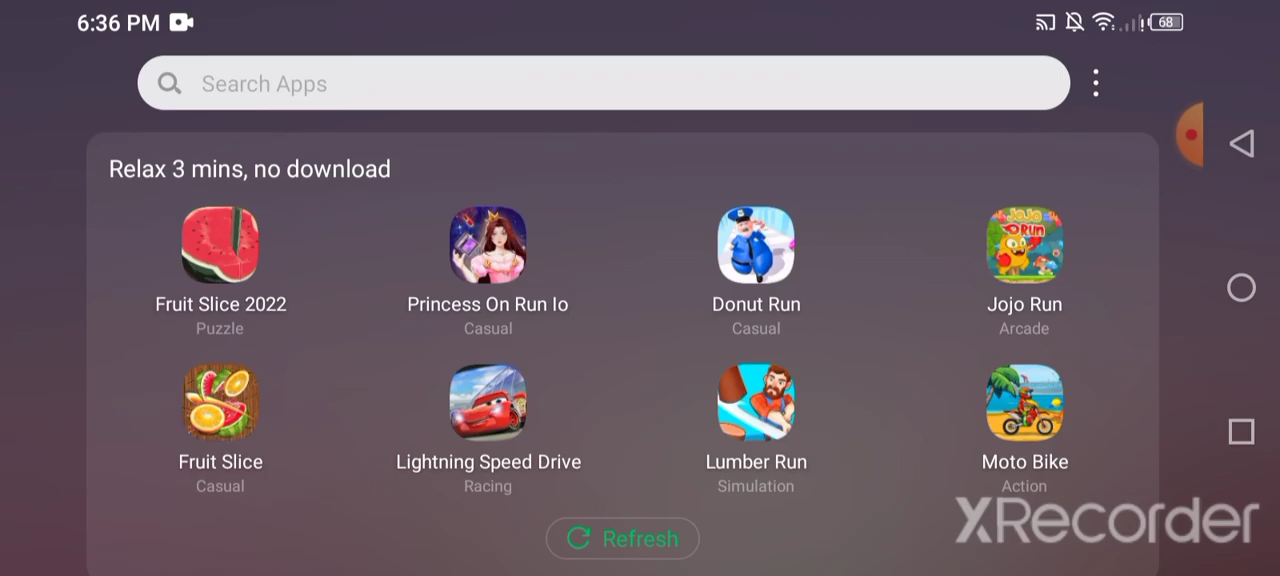 6:36 PM
68
Search Apps
Relax 3 mins, no download
JoJo
Run
Fruit Slice 2022
Princess On Run Io
Donut Run
Jojo Run
Puzzle
Casual
Casual
Arcade
Fruit Slice
Lightning Speed Drive
Lumber Run
Moto Bike
Casual
Racing
Simulation
Action
Refresh
XRecorder